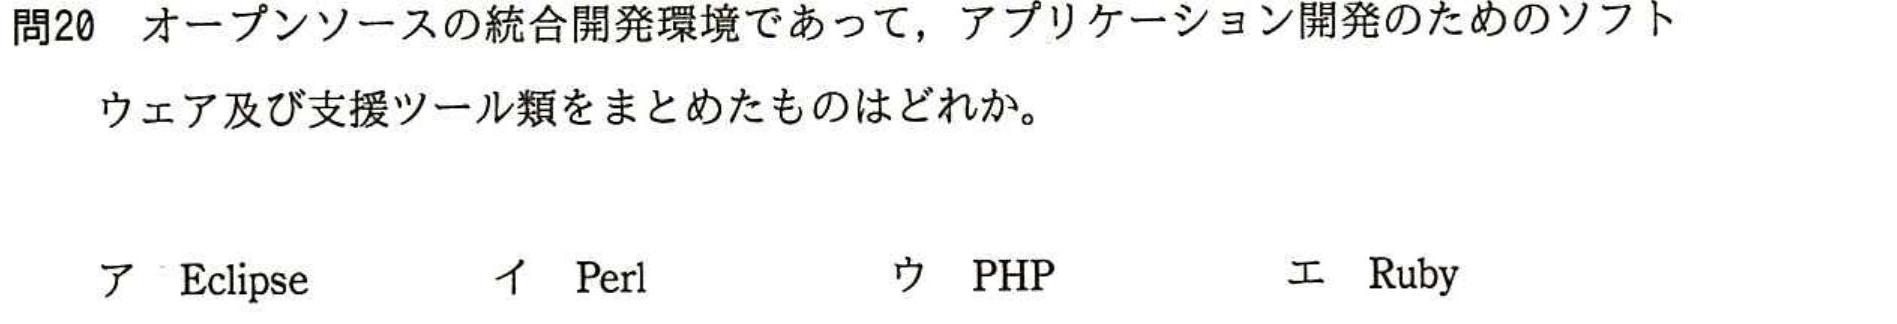 問20 オープンソースの統合開発環境であって，アプリケーション開発のためのソフト
ウェア及び支援ツール類をまとめたものはどれか。
ア Eclipse イ Perl ウ PHP エ Ruby